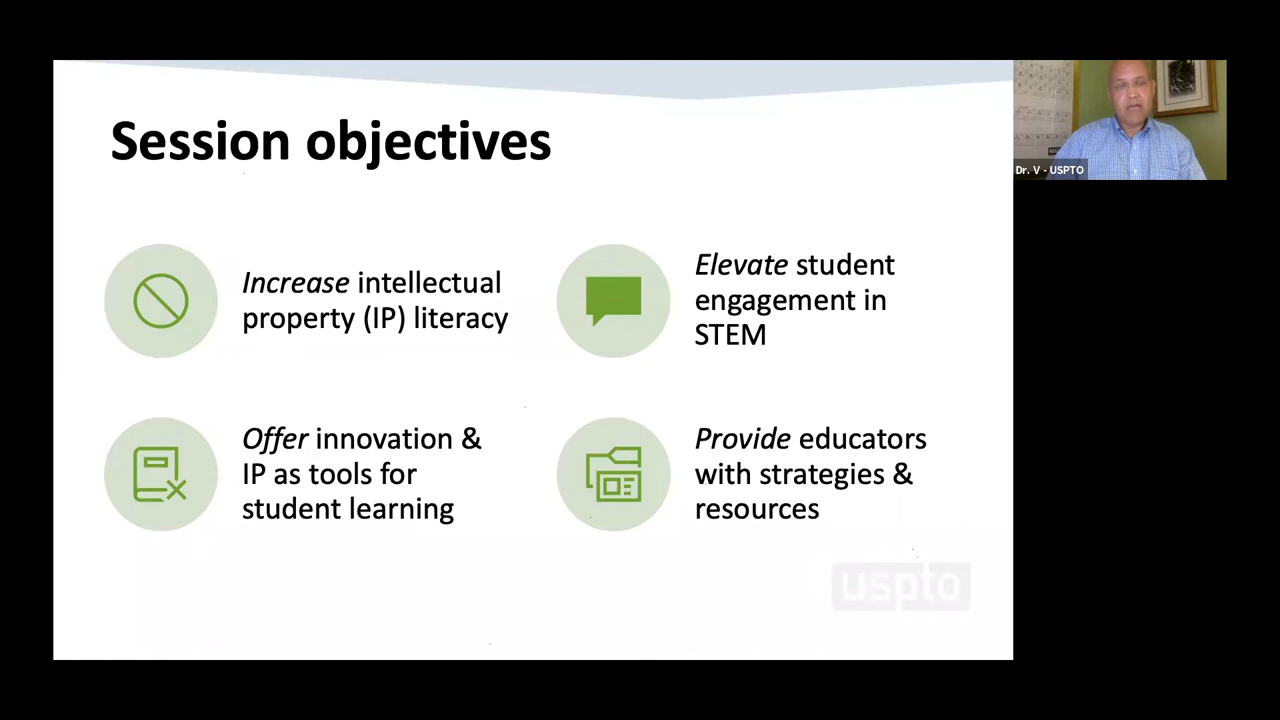 Session objectives
Increase intellectual
property (IP) literacy
Elevate student
engagement in
STEM
Offer innovation &
IP as tools for
student learning
Provide educators
with strategies &
resources
uspto
Dr. V - USPTO